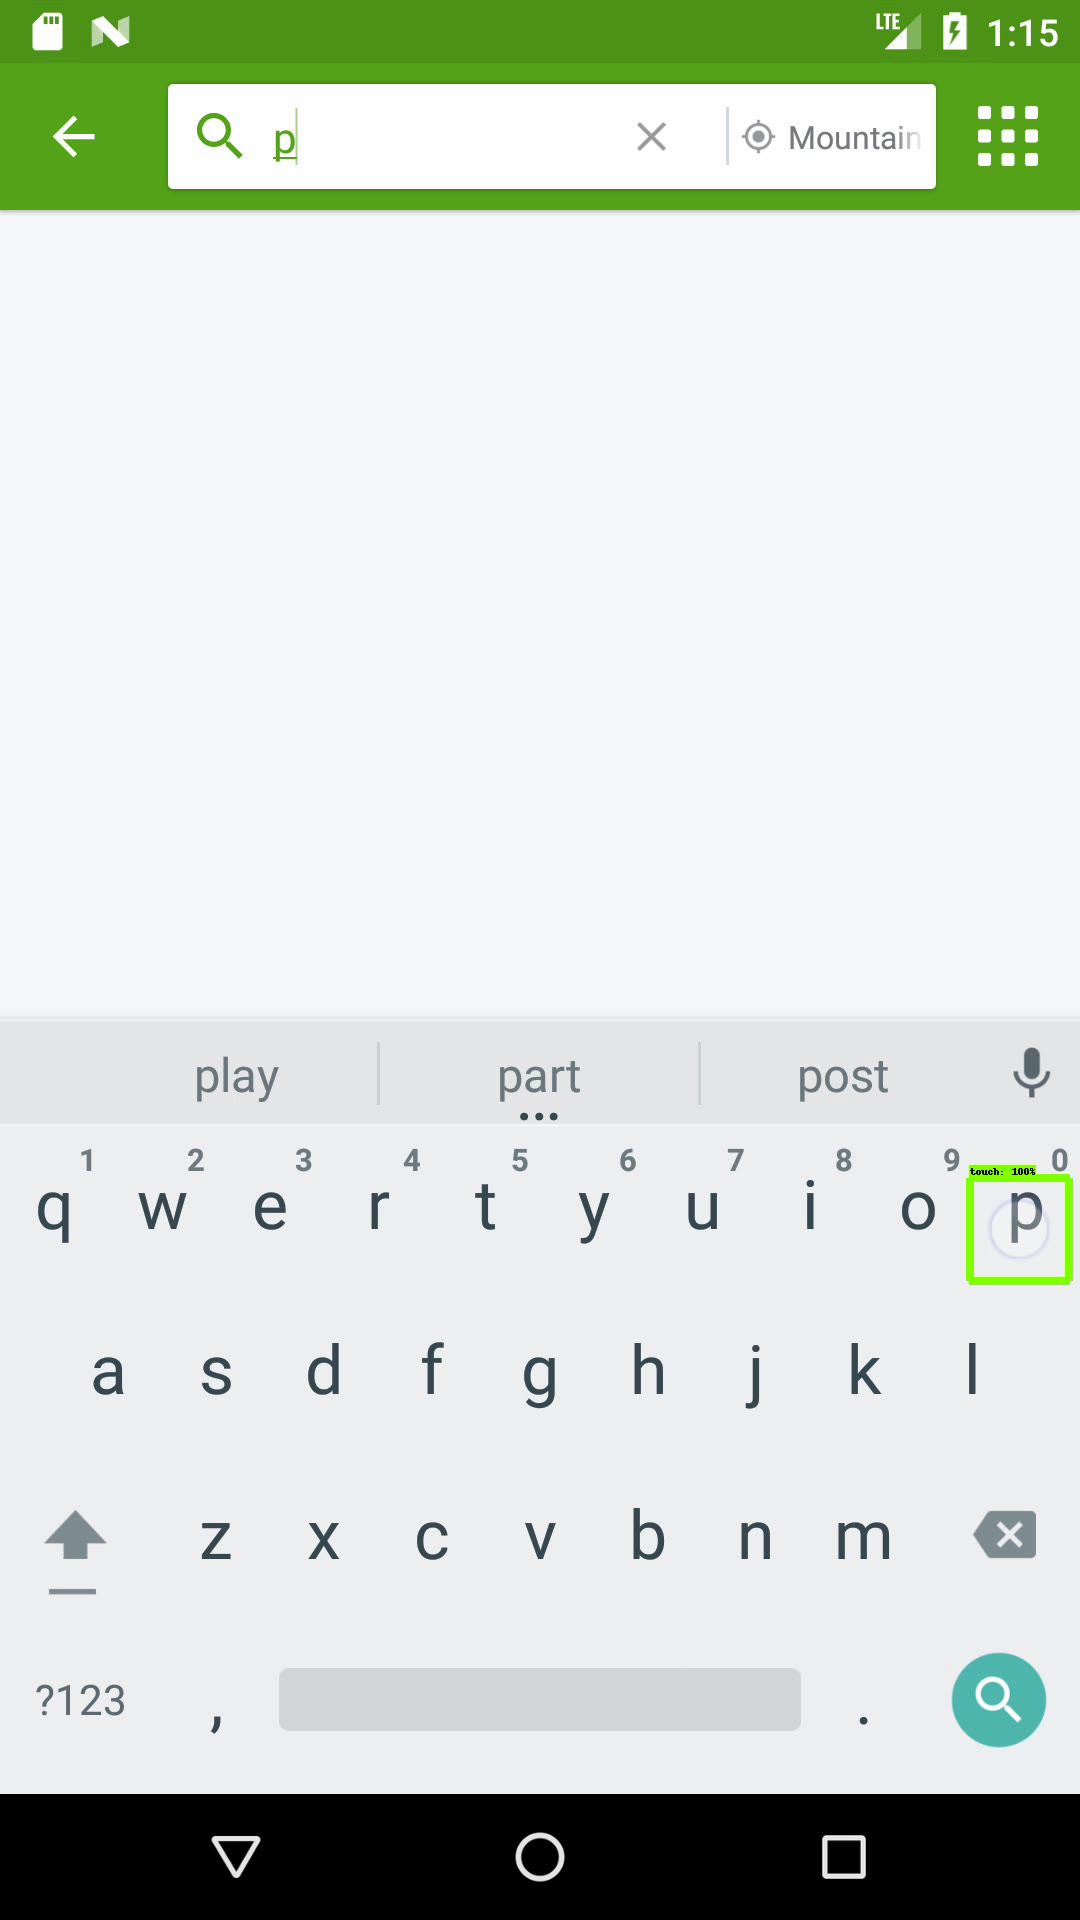 LTE 1:15
p Mountain
play part post
1 2 3 4 5 6 7 8 9 0
touch: 100%
q w e r t y u i o p
a s d f g h j k l
z x c v b n m
?123 , .